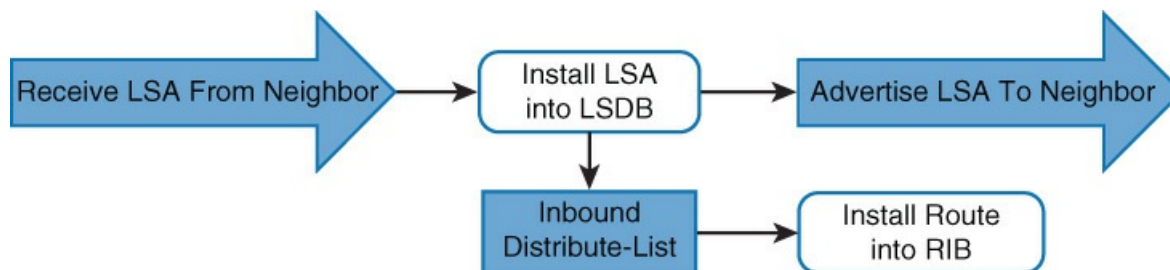 Receive LSA From Neighbor
Install LSA
into LSDB
Advertise LSA To Neighbor
Inbound
Distribute-List
Install Route
into RIB